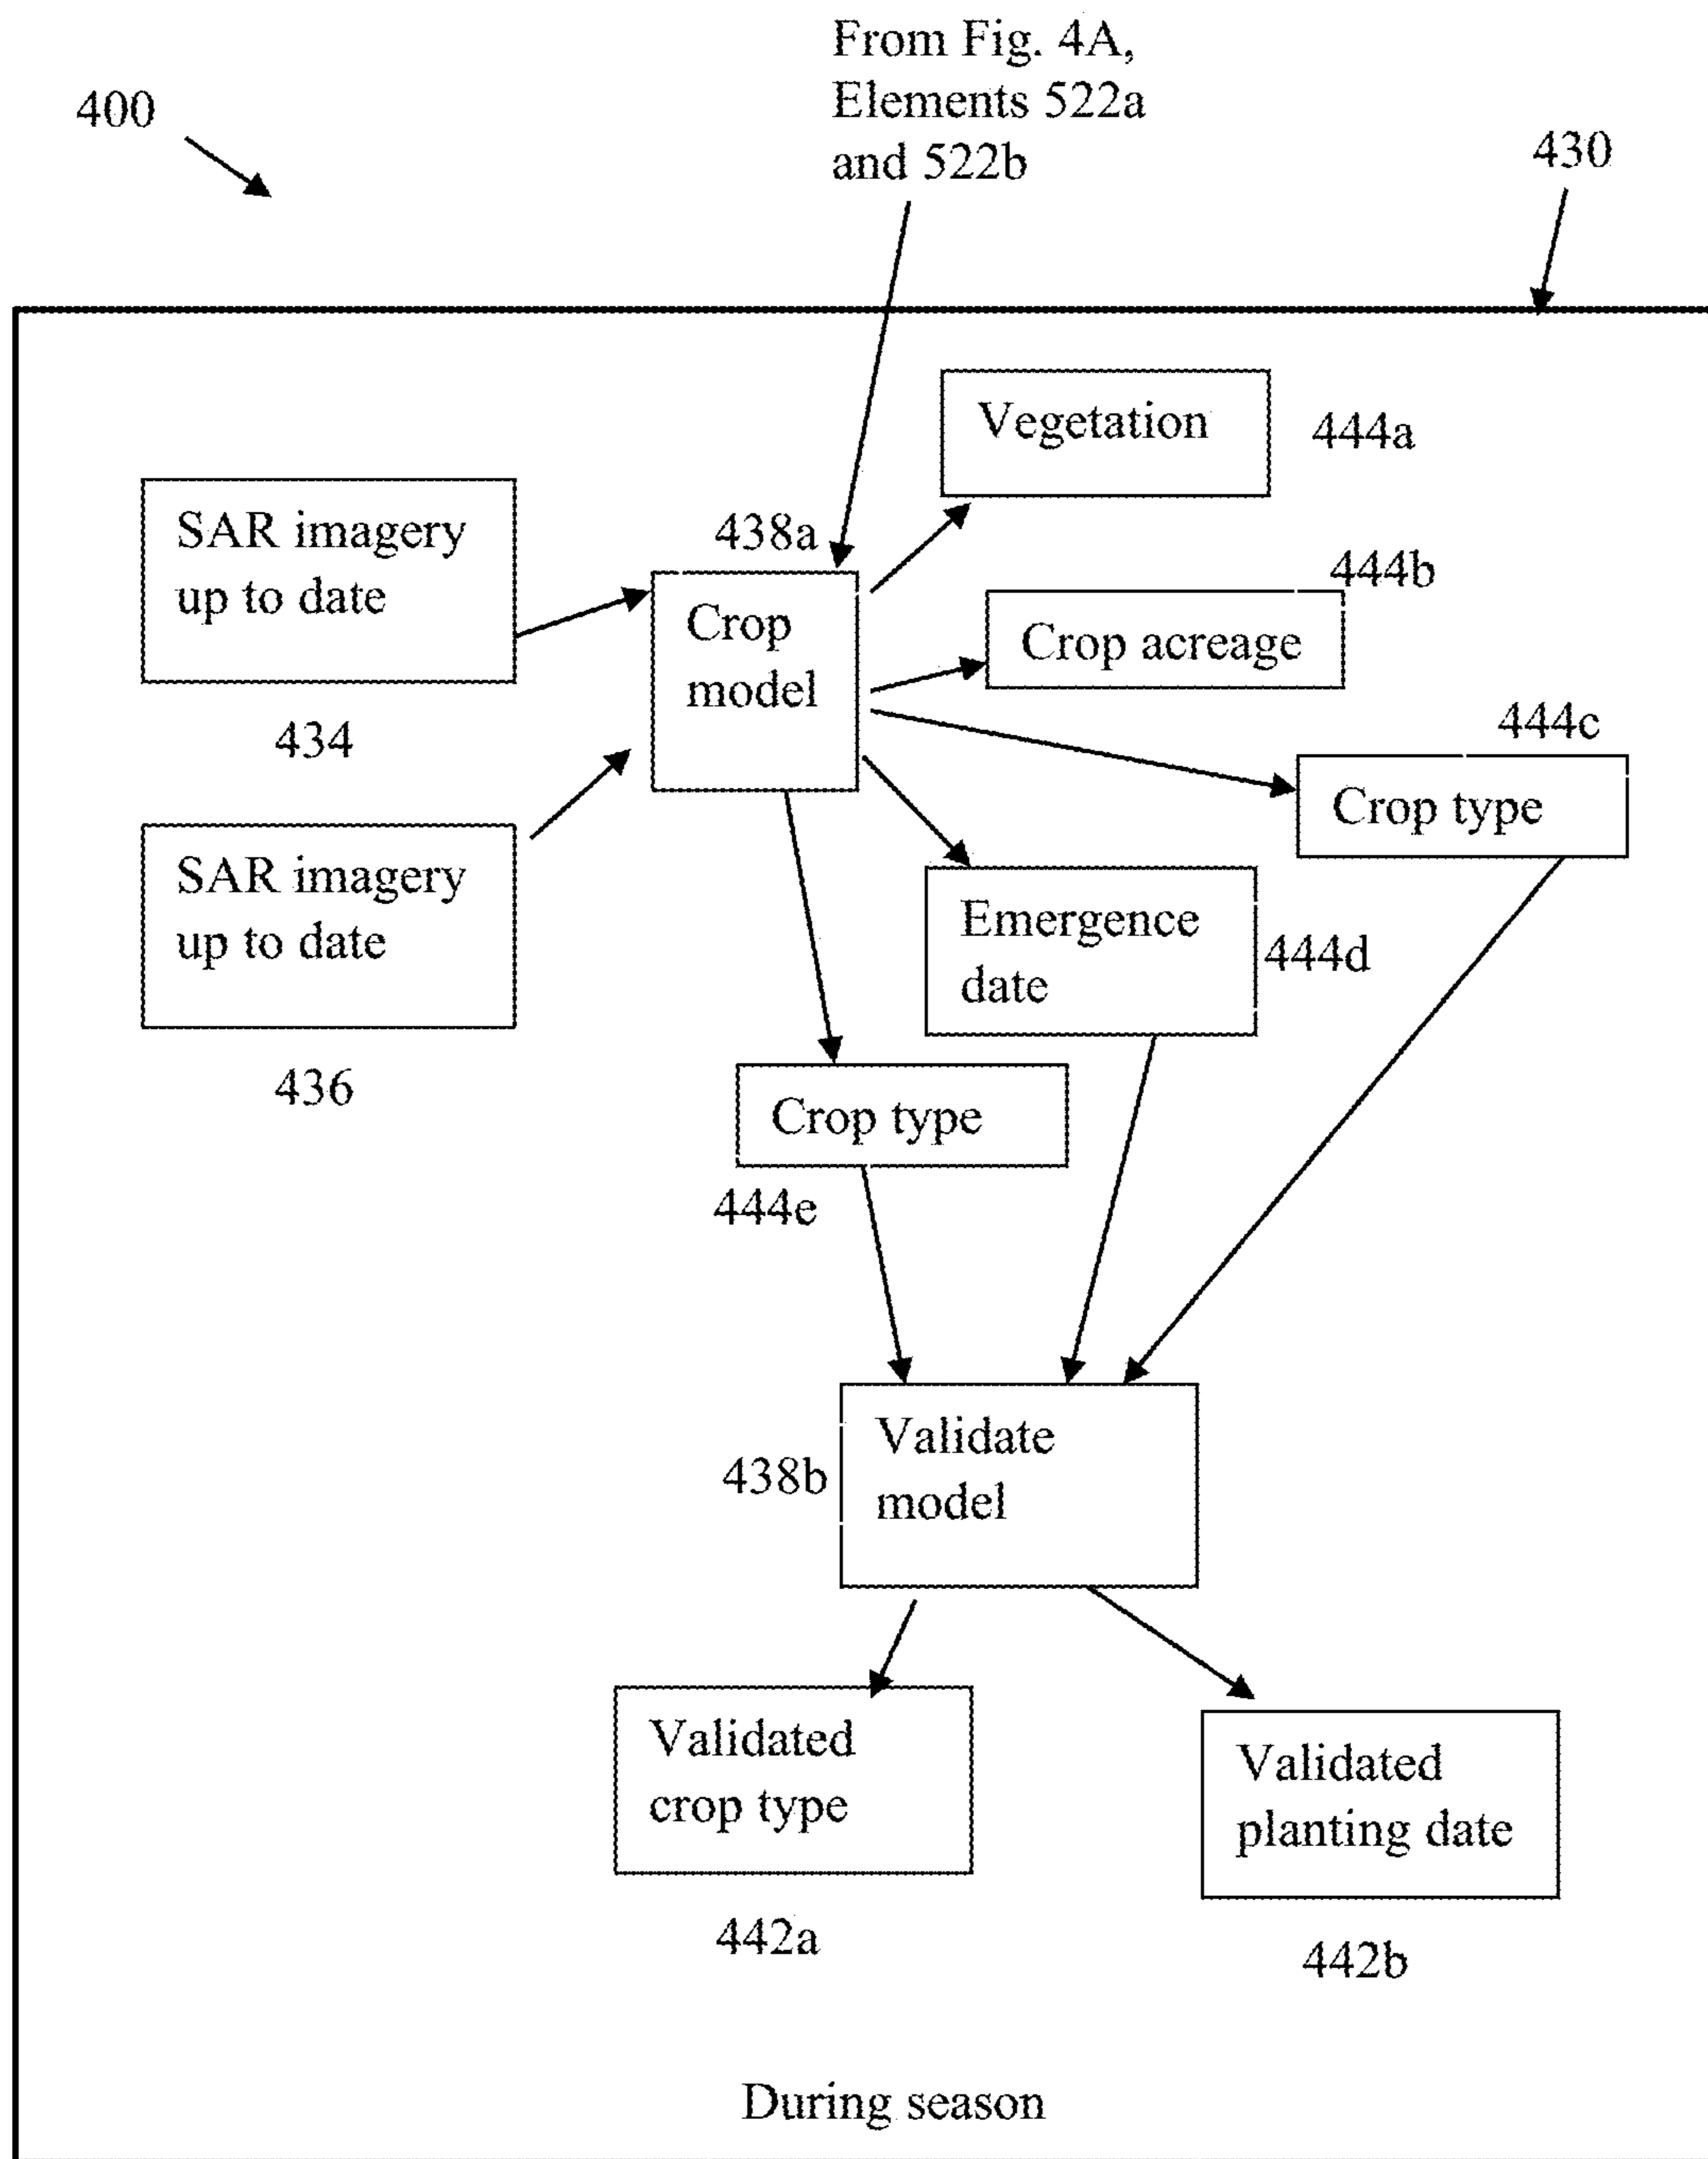 From Fig. 4A,
Elements 522a
and 522b
400
430
Vegetation
444a
SAR imagery
up to date
434
438a
Crop
model
444b
Crop acreage
444c
Crop type
SAR imagery
up to date
436
Emergence
date
444d
Crop type
444e
Validate
model
438b
Validated
crop type
442a
Validated
planting date
442b
During season